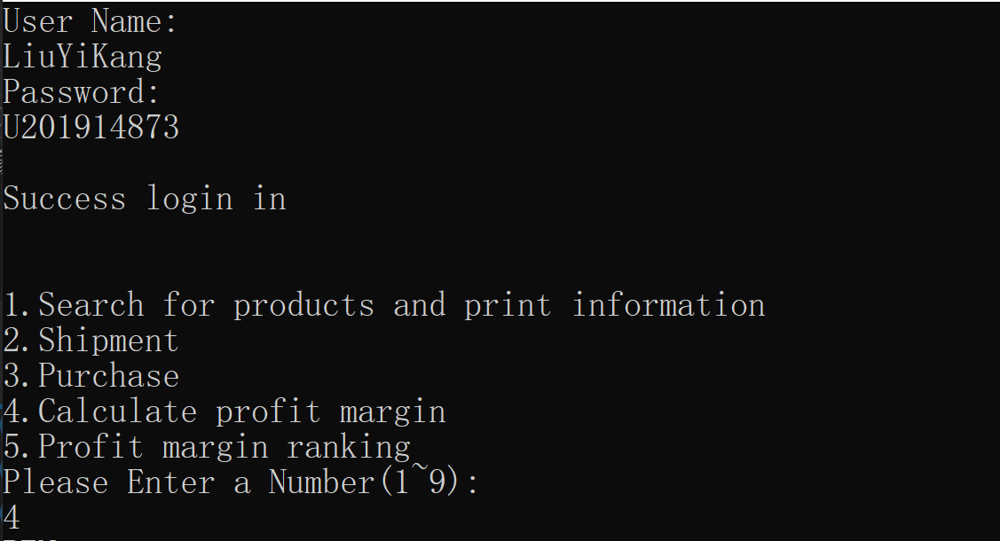 User Name:
LiuYiKang
Password:
U201914873
Success login in
1.Search for products and print information
2.Shipment
3.Purchase
4.Calculate profit margin
5.Profit margin ranking
Please Enter a Number(1~9):
4